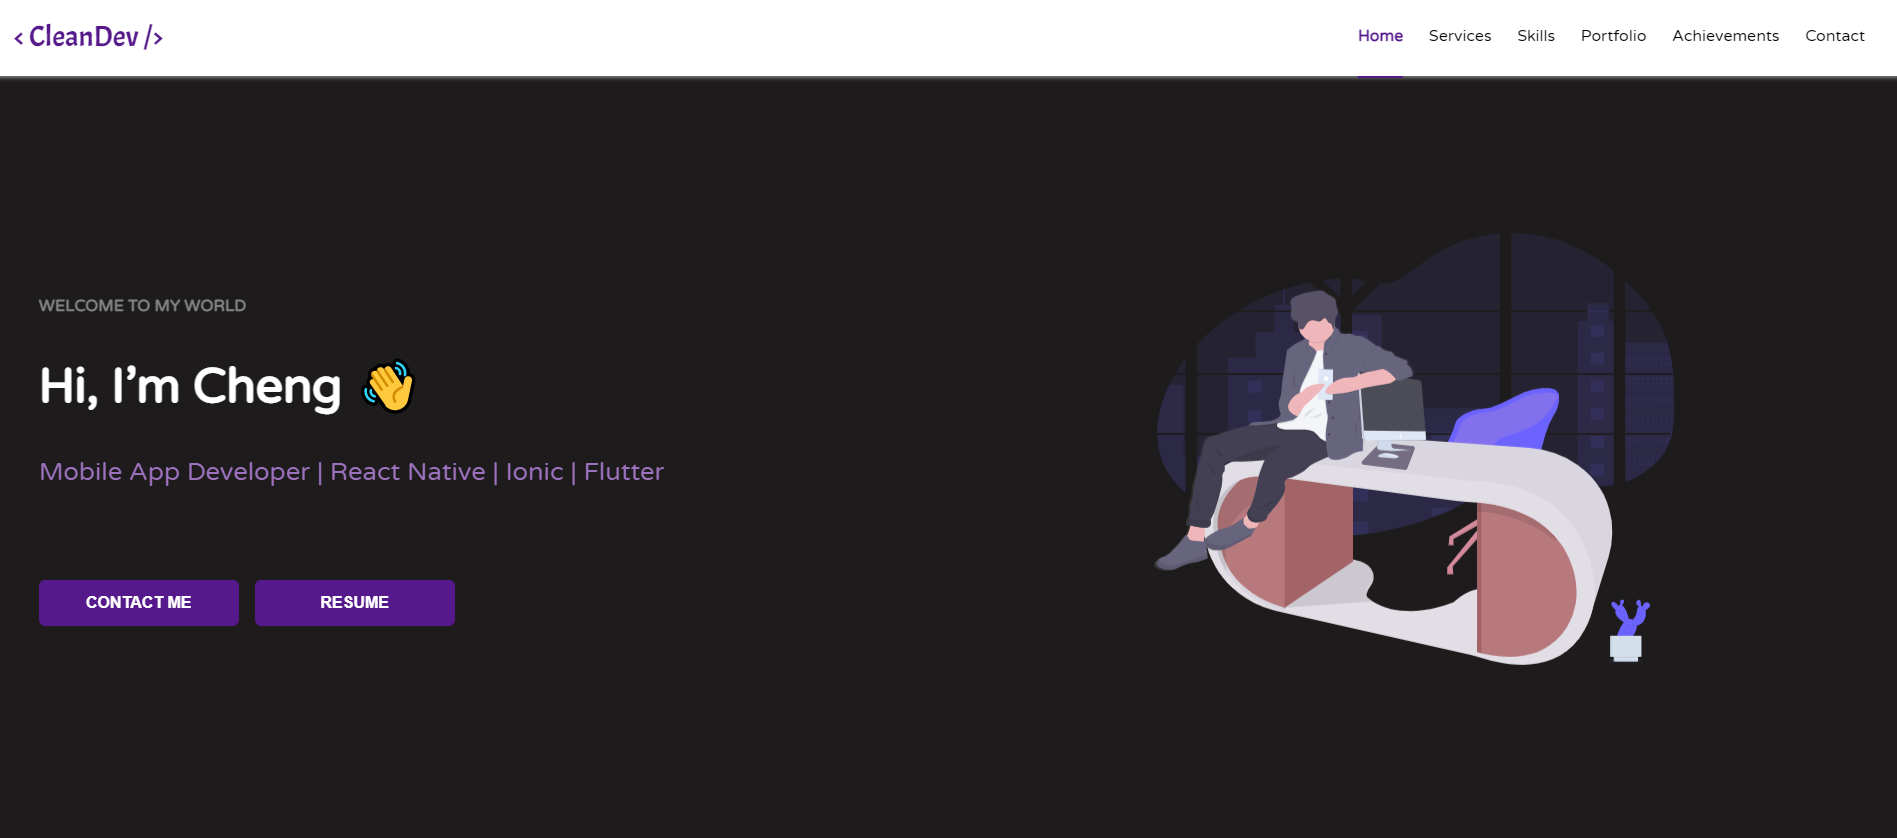 < CleanDev />
Home Services Skills Portfolio Achievements Contact
WELCOME TO MY WORLD
Hi, I’m Cheng 👋
Mobile App Developer | React Native | Ionic | Flutter
CONTACT ME RESUME